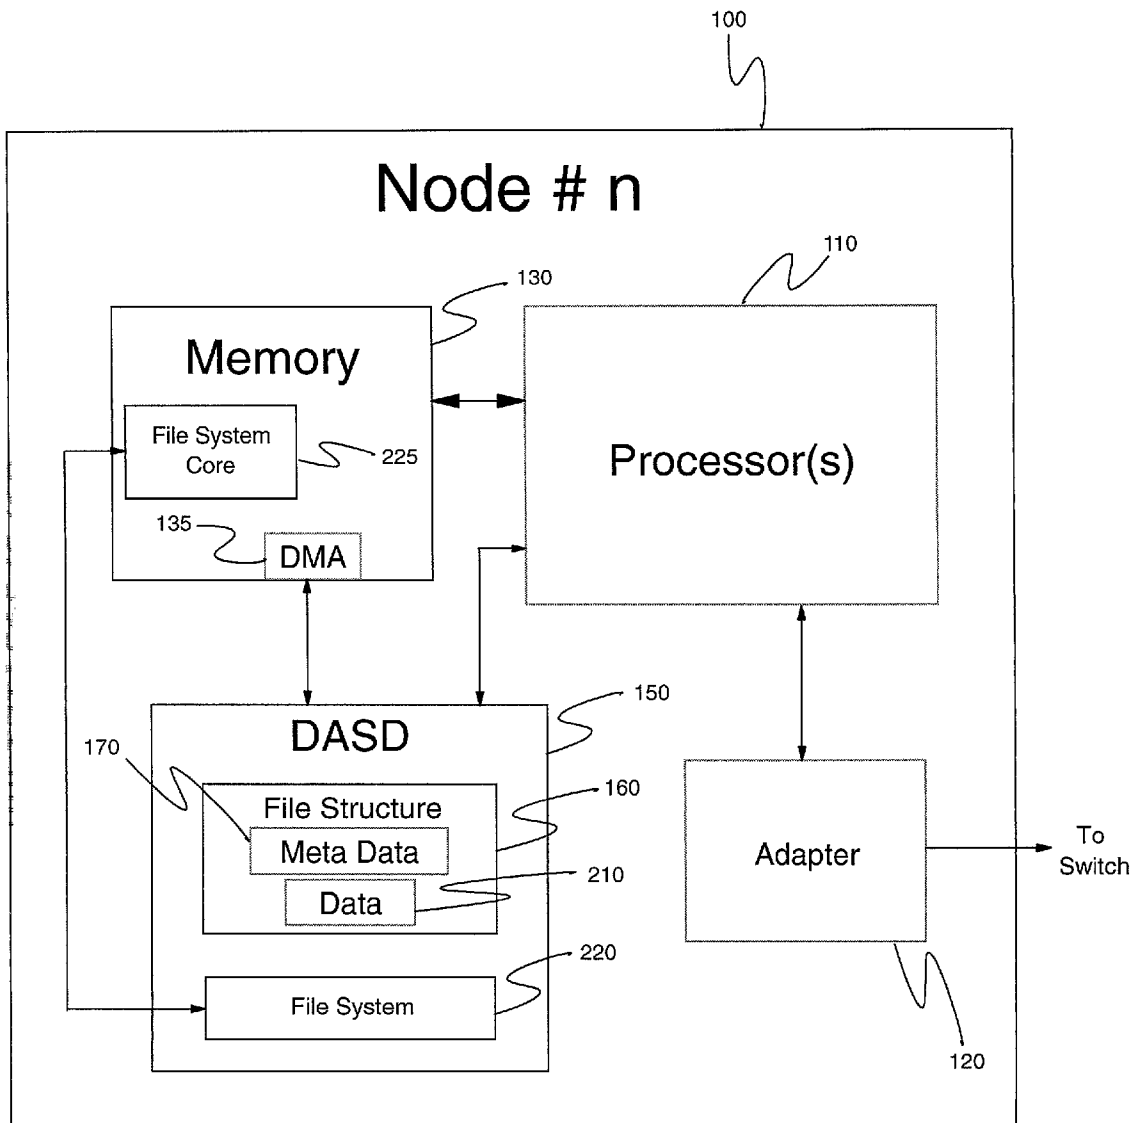 100
Node # n
110
130
Memory
File System
Core
225
Processor(s)
135
DMA
150
DASD
170
160
File Structure
Meta Data
210
Data
Adapter
To
Switch
220
File System
120